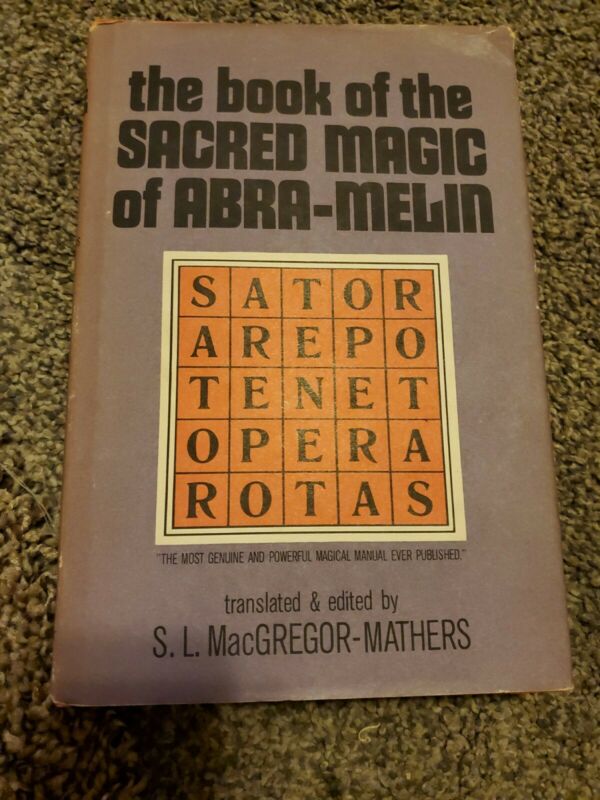 the book of the
SACRED MAGIC
of ABRA-MELIN
S A T O R
A R E P O
T E N E T
O P E R A
R O T A S
"THE MOST GENUINE AND POWERFUL MAGICAL MANUAL EVER PUBLISHED."
translated & edited by
S. L. MacGREGOR-MATHERS